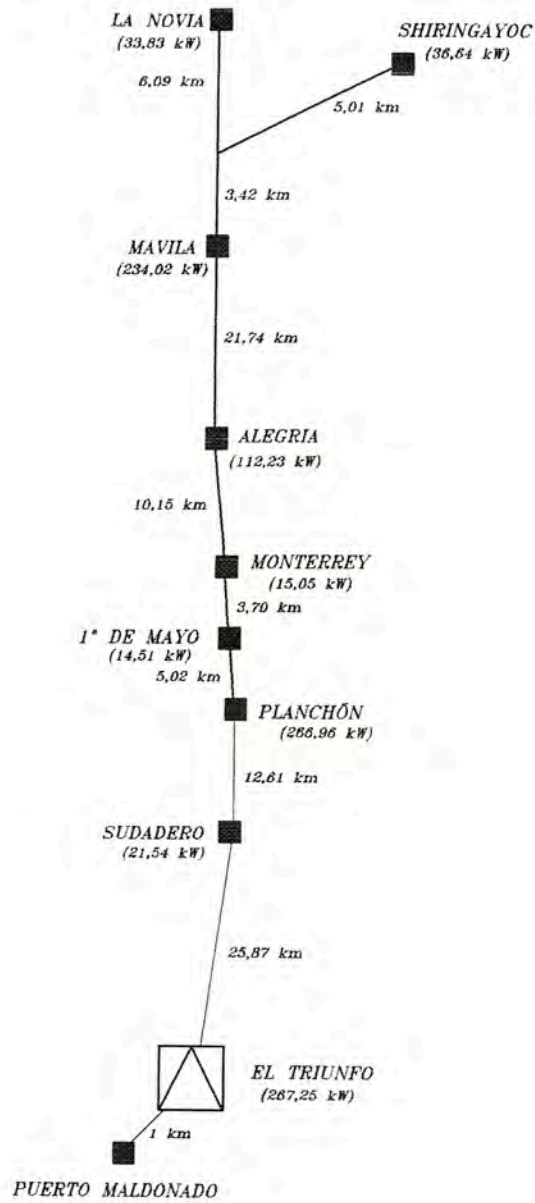 LA NOVIA
(33,83 kW)
SHIRINGAYOC
(36,64 kW)
6,09 km
5,01 km
3,42 km
MAVILA
(234,02 kW)
21,74 km
ALEGRIA
(112,23 kW)
10,15 km
MONTERREY
(15,05 kW)
3,70 km
1° DE MAYO
(14,51 kW)
5,02 km
PLANCHÓN
(266,96 kW)
12,61 km
SUDADERO
(21,54 kW)
25,87 km
EL TRIUNFO
(267,25 kW)
1 km
PUERTO MALDONADO